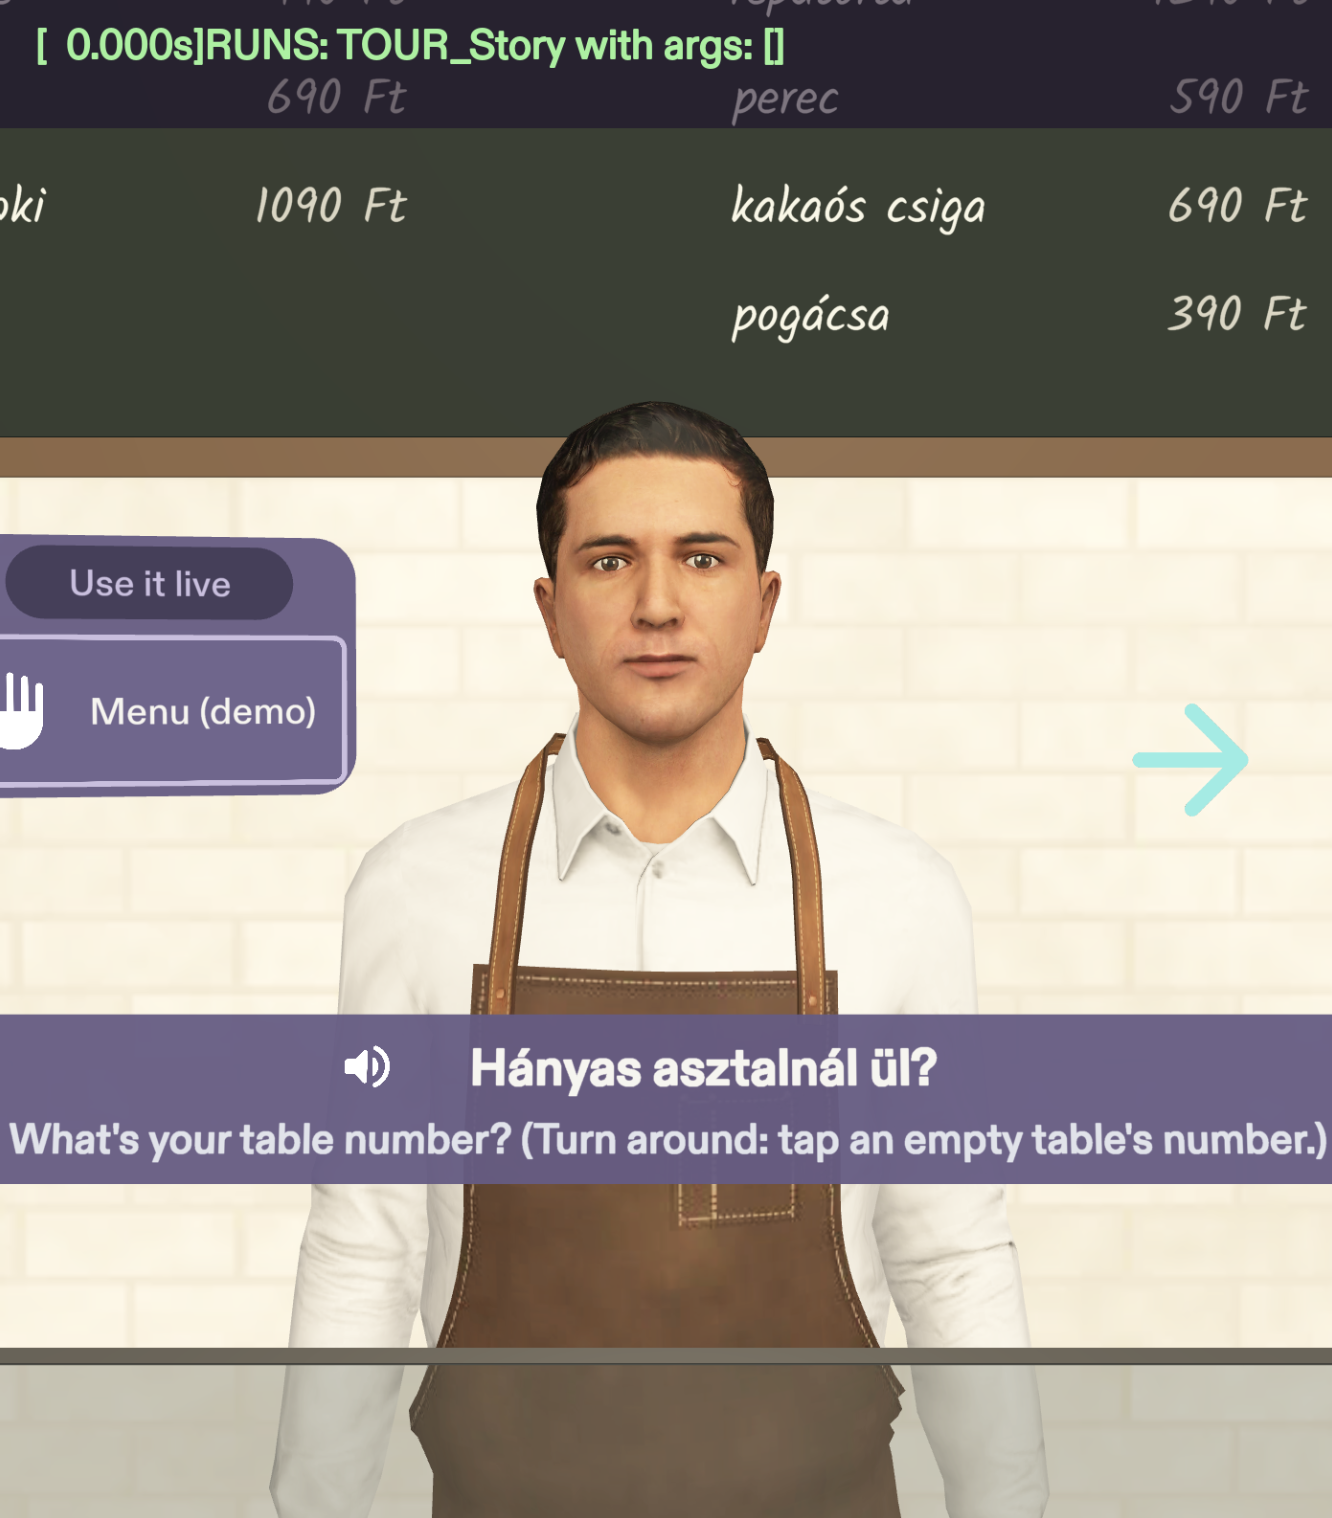 [ 0.000s]RUNS: TOUR_Story with args: []
690 Ft
perec 590 Ft
1090 Ft
kakaós csiga 690 Ft
pogácsa 390 Ft
Use it live
Menu (demo)
Hányas asztalnál ül?
What's your table number? (Turn around: tap an empty table's number.)